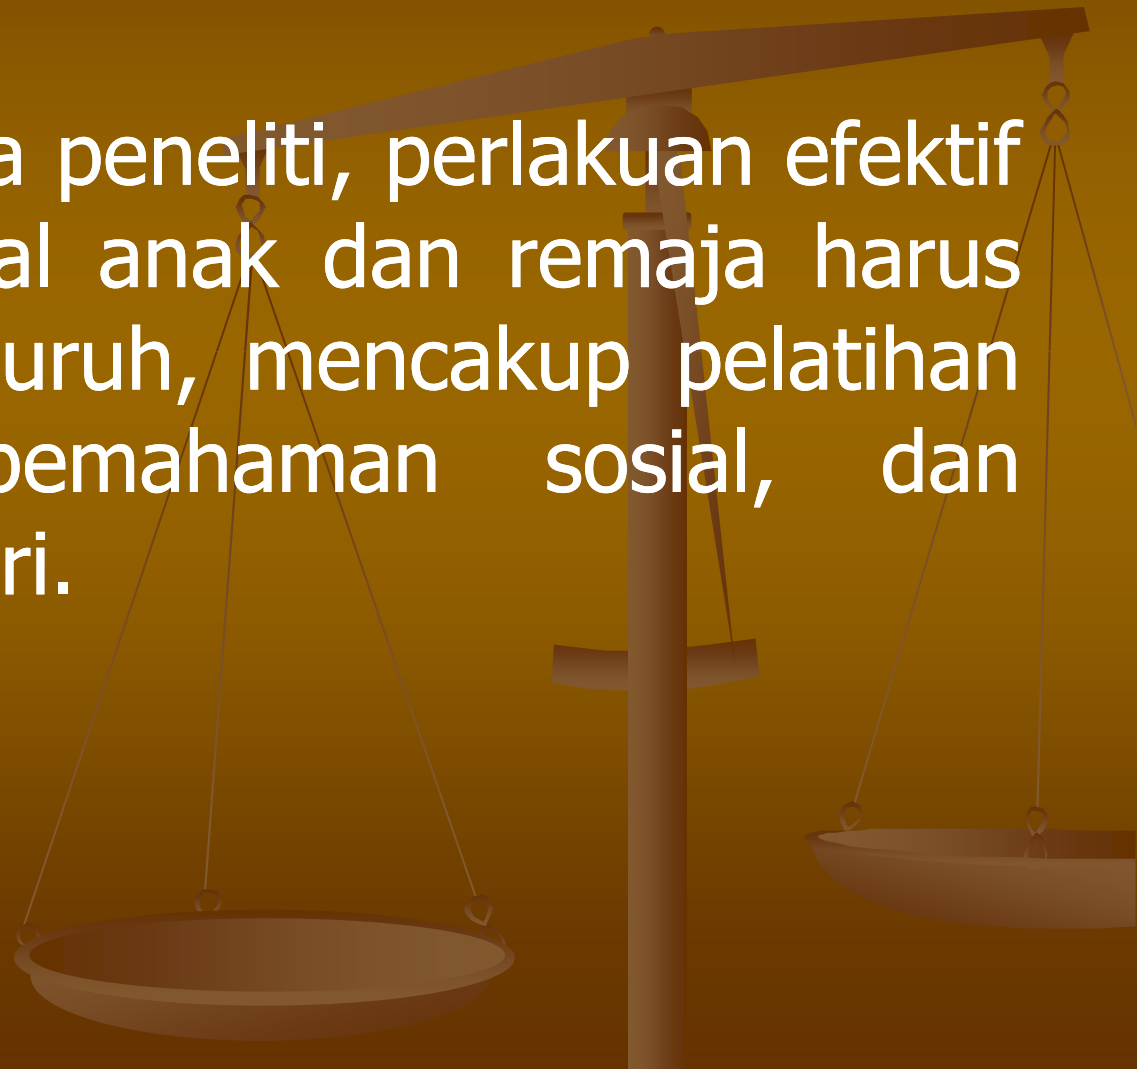 a peneliti, perlakuan efektif
al anak dan remaja harus
uruh, mencakup pelatihan
pemahaman sosial, dan
ri.